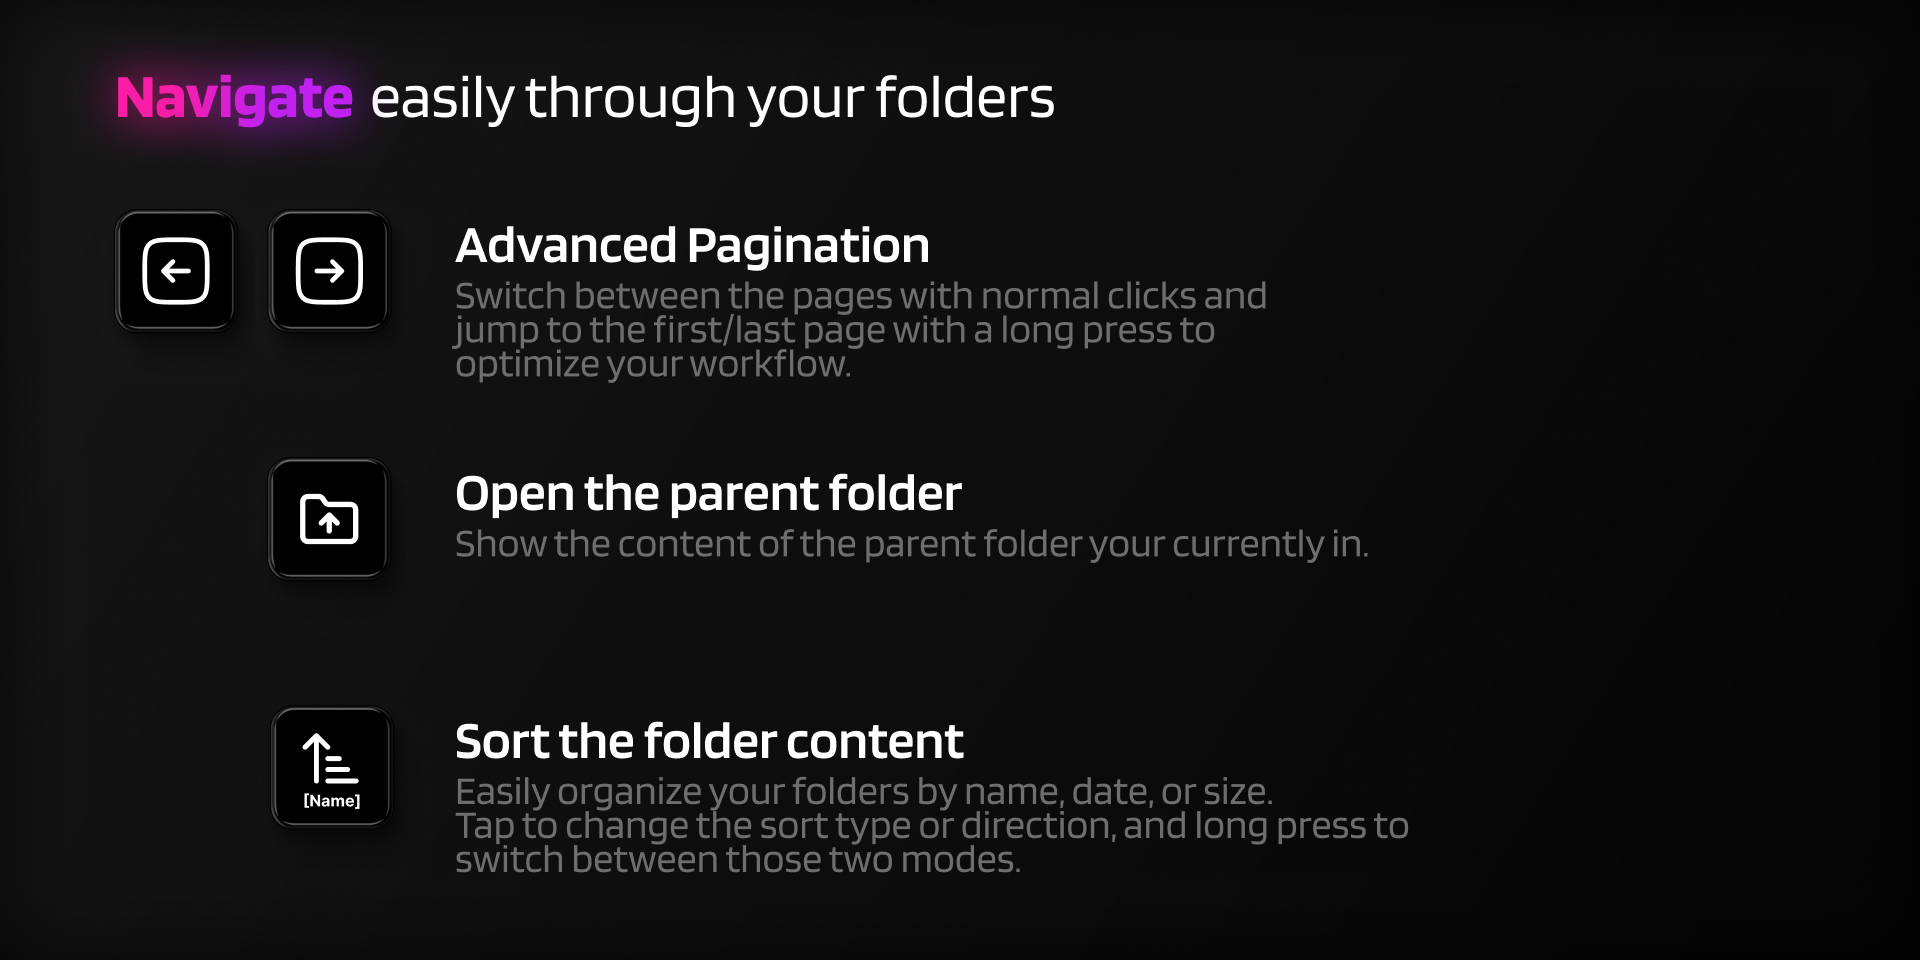 Navigate easily through your folders
Advanced Pagination
Switch between the pages with normal clicks and
jump to the first/last page with a long press to
optimize your workflow.
Open the parent folder
Show the content of the parent folder your currently in.
Sort the folder content
[Name]
Easily organize your folders by name, date, or size.
Tap to change the sort type or direction, and long press to
switch between those two modes.